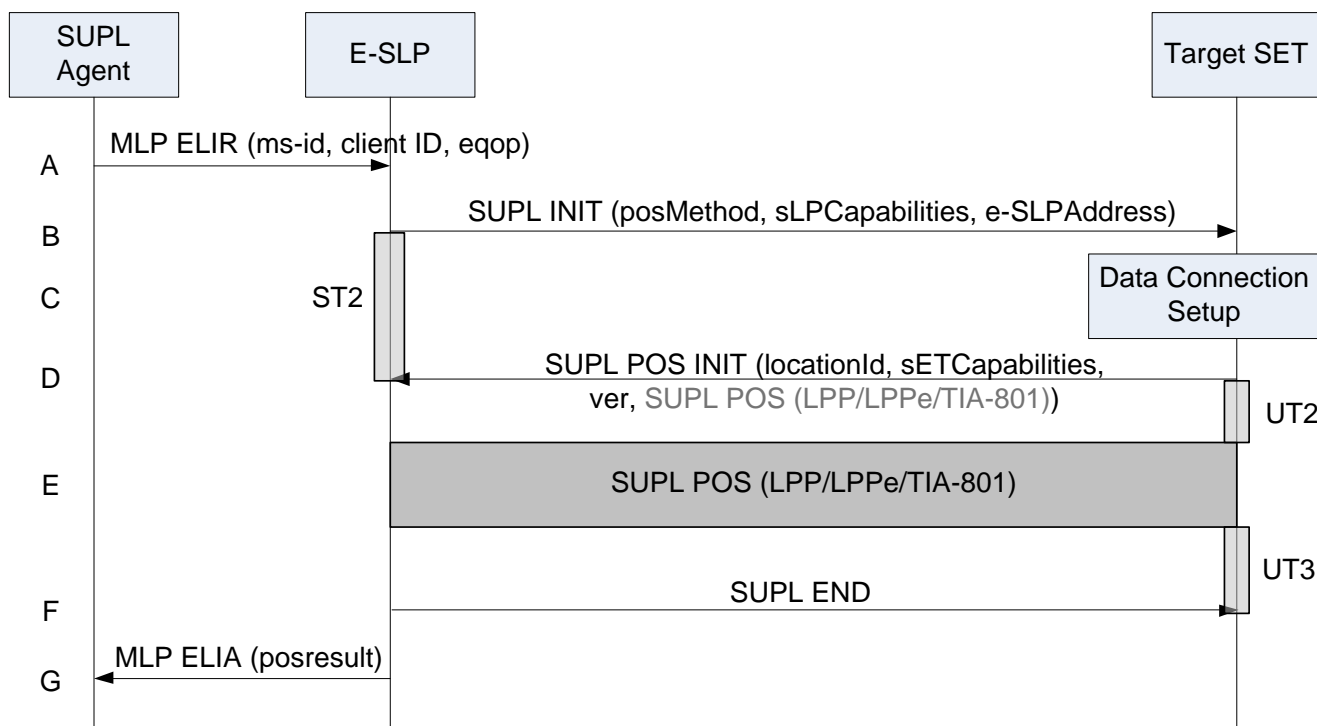 SUPL
Agent
E-SLP
Target SET
A
MLP ELIR (ms-id, client ID, eqop)
B
SUPL INIT (posMethod, sLPCapabilities, e-SLPAddress)
C
ST2
Data Connection
Setup
D
SUPL POS INIT (locationId, sETCapabilities,
ver, SUPL POS (LPP/LPPe/TIA-801))
UT2
E
SUPL POS (LPP/LPPe/TIA-801)
UT3
F
SUPL END
G
MLP ELIA (posresult)